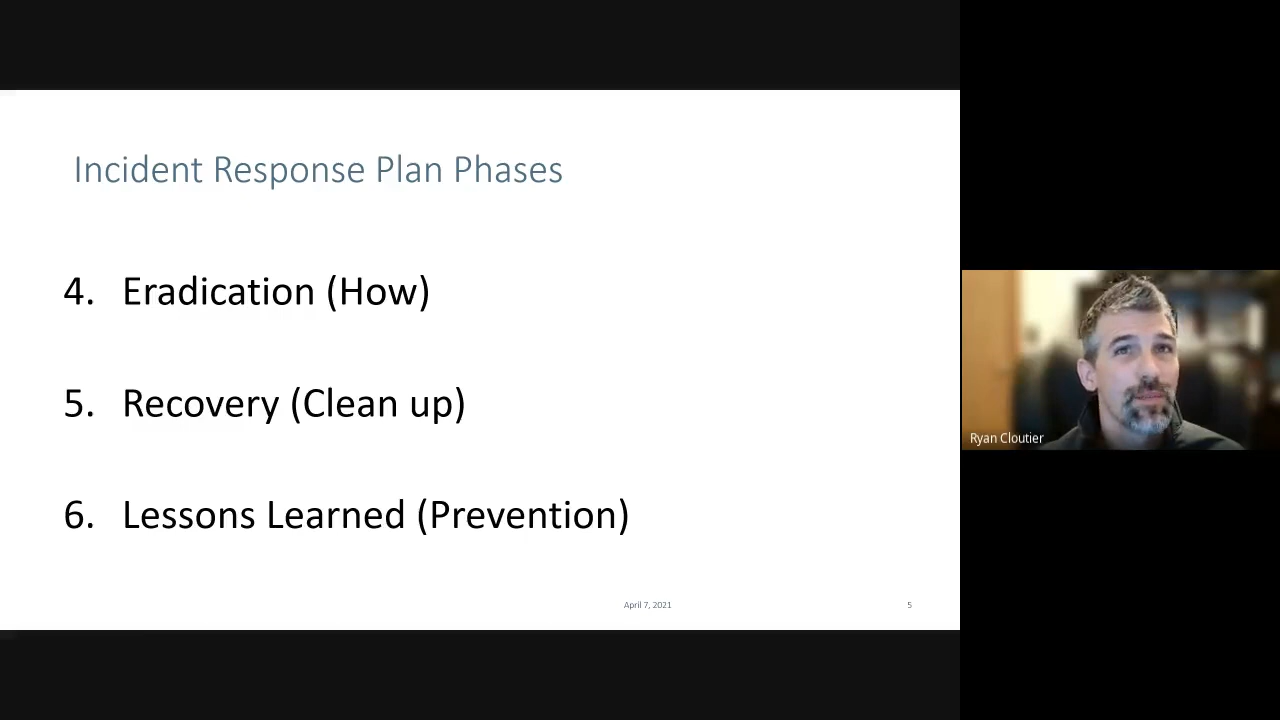 Incident Response Plan Phases
4. Eradication (How)
5. Recovery (Clean up)
6. Lessons Learned (Prevention)
April 7, 2021
5
Ryan Cloutier